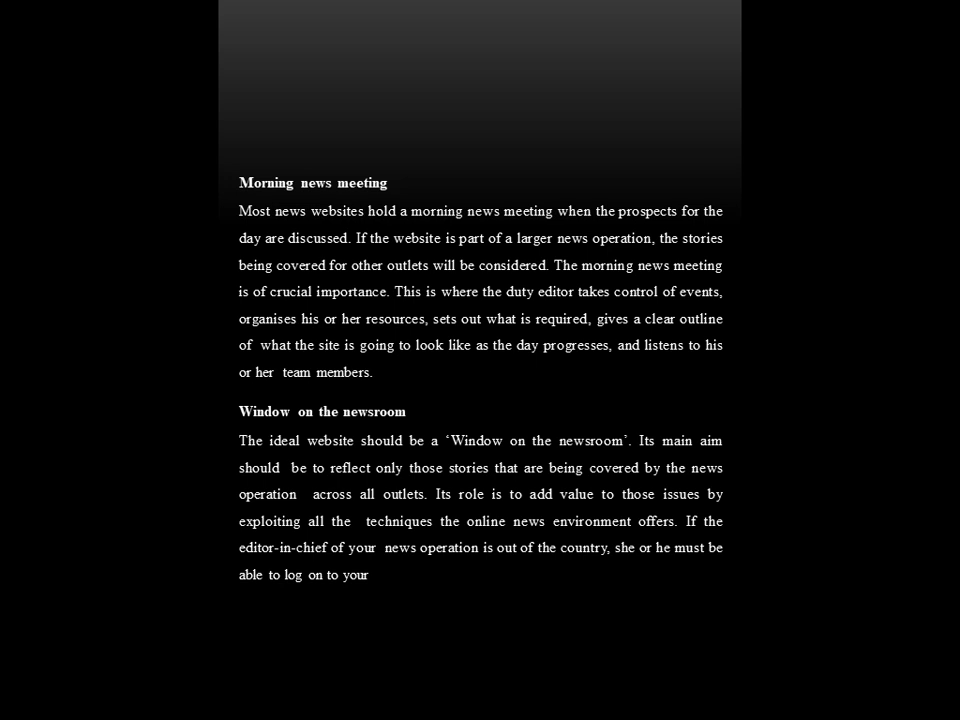 Morning news meeting
Most news websites hold a morning news meeting when the prospects for the
day are discussed. If the website is part of a larger news operation, the stories
being covered for other outlets will be considered. The morning news meeting
is of crucial importance. This is where the duty editor takes control of events,
organises his or her resources, sets out what is required, gives a clear outline
of what the site is going to look like as the day progresses, and listens to his
or her team members.
Window on the newsroom
The ideal website should be a ‘Window on the newsroom’. Its main aim
should be to reflect only those stories that are being covered by the news
operation across all outlets. Its role is to add value to those issues by
exploiting all the techniques the online news environment offers. If the
editor-in-chief of your news operation is out of the country, she or he must be
able to log on to your